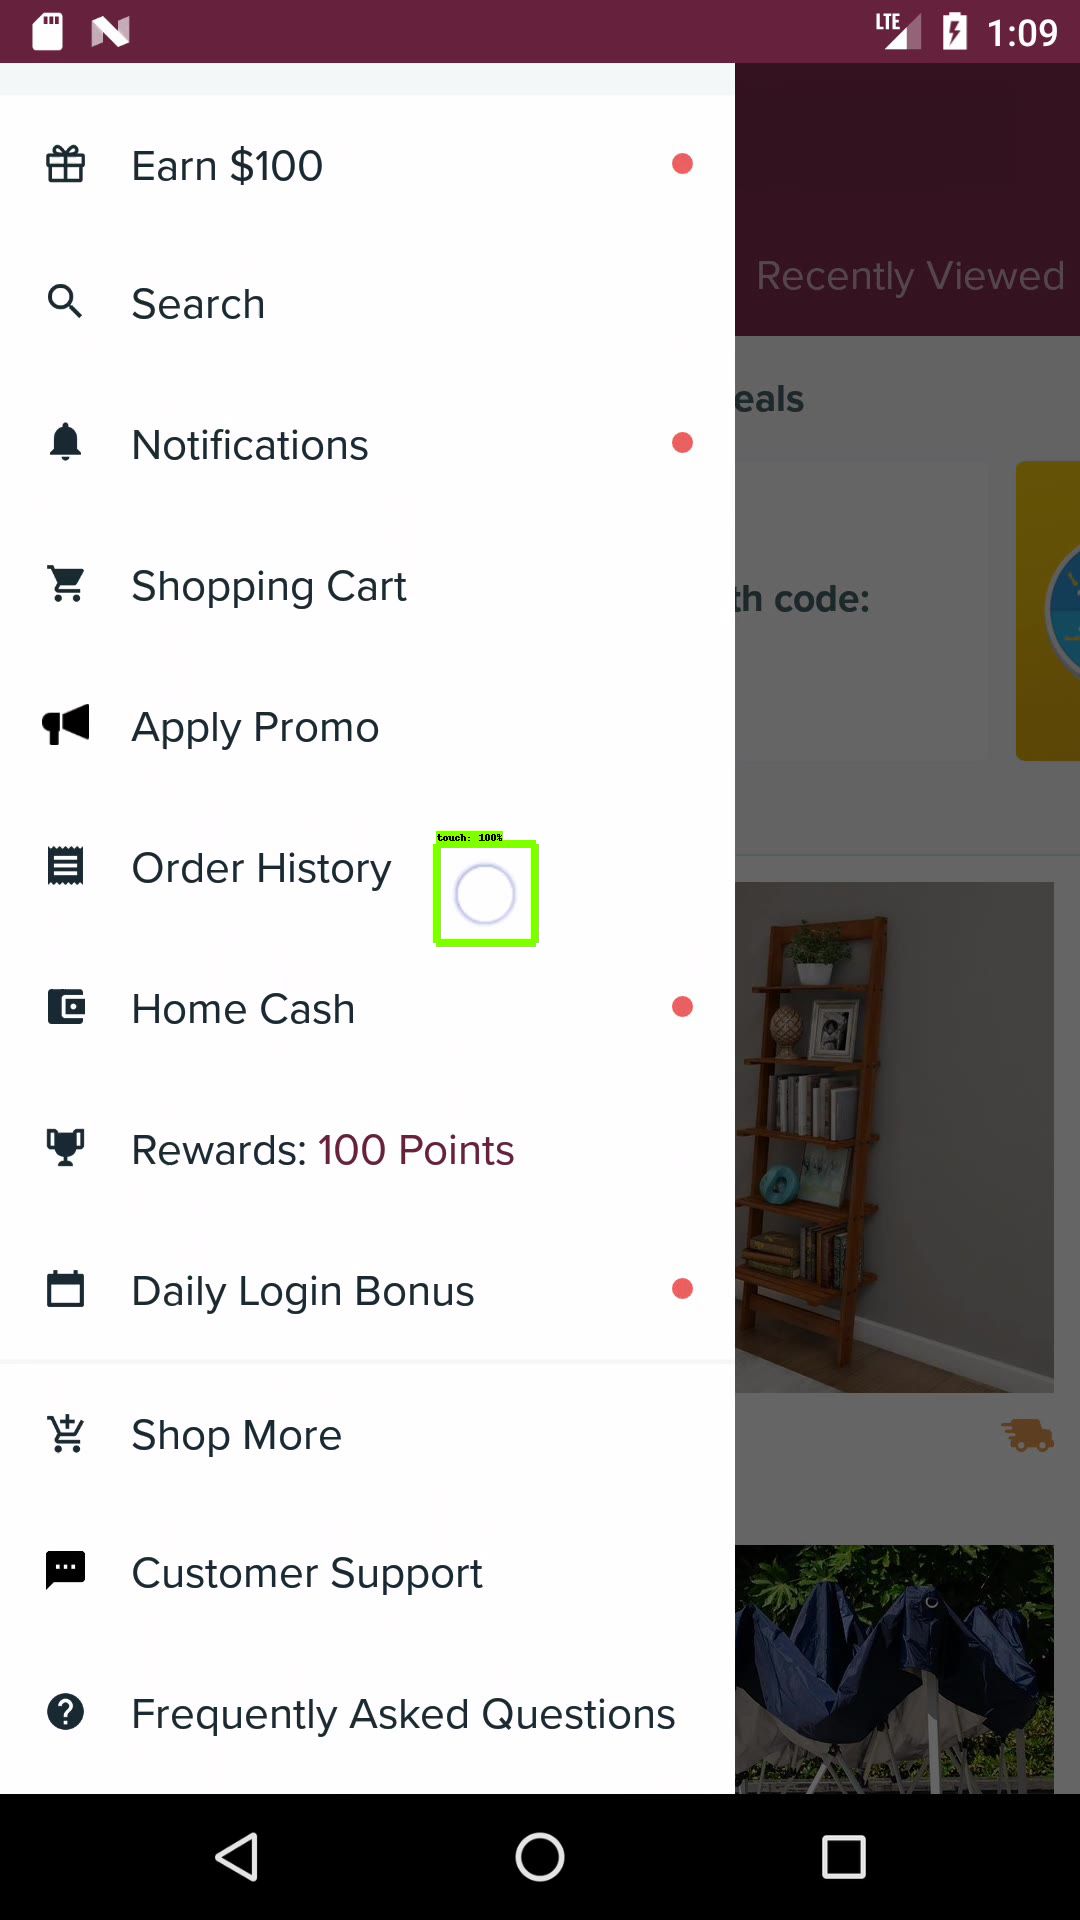 LTE 1:09
Earn $100
Recently Viewed
Search
eals
Notifications
Shopping Cart
th code:
Apply Promo
touch: 100%
Order History
Home Cash
Rewards: 100 Points
Daily Login Bonus
Shop More
Customer Support
Frequently Asked Questions